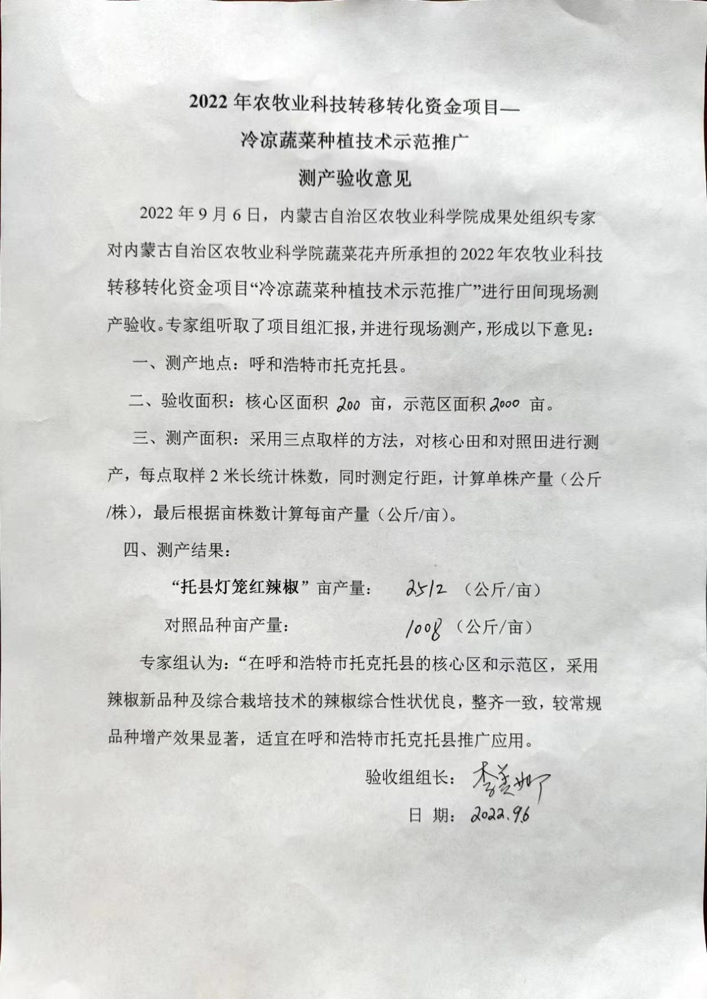 2022 年农牧业科技转移转化资金项目—
冷凉蔬菜种植技术示范推广
测产验收意见
2022 年 9 月 6 日，内蒙古自治区农牧业科学院成果处组织专家
对内蒙古自治区农牧业科学院蔬菜花卉所承担的 2022 年农牧业科技
转移转化资金项目“冷凉蔬菜种植技术示范推广”进行田间现场测
产验收。专家组听取了项目组汇报，并进行现场测产，形成以下意见：
一、测产地点：呼和浩特市托克托县。
二、验收面积：核心区面积 200 亩，示范区面积 2000 亩。
三、测产面积：采用三点取样的方法，对核心田和对照田进行测
产，每点取样 2 米长统计株数，同时测定行距，计算单株产量（公斤
/株），最后根据亩株数计算每亩产量（公斤/亩）。
四、测产结果：
“托县灯笼红辣椒”亩产量： 2512 （公斤/亩）
对照品种亩产量： 1008 （公斤/亩）
专家组认为：“在呼和浩特市托克托县的核心区和示范区，采用
辣椒新品种及综合栽培技术的辣椒综合性状优良，整齐一致，较常规
品种增产效果显著，适宜在呼和浩特市托克托县推广应用。
验收组组长： 李美娜
日 期： 2022.9.6